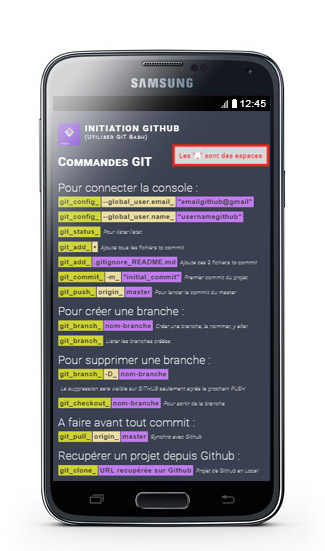 SAMSUNG
12:45
INITIATION GITHUB
(UTILISER GIT BASH)
COMMANDES GIT
Les "_" sont des espaces
Pour connecter la console :
git_config_ --global_user.email_ "emailgithub@gmail"
git_config_ --global_user.name_ "usernamegithub"
git_status_ Pour lister l'état
git_add_ * Ajoute tous les fichiers to commit
git_add_ .gitignore_README.md Ajoute ces 2 fichiers to commit
git_commit_ -m_ "initial_commit" Premier commit du projet
git_push_ origin_ master Pour lancer le commit du master
Pour créer une branche :
git_branch_ nom-branche Créer une branche, la nommer, y aller.
git_branch_ Lister les branches créées
Pour supprimer une branche :
git_branch_ -D_ nom-branche
La suppression sera visible sur GITHUB seulement après le prochain PUSH
git_checkout_ nom-branche Pour sortir de la branche
A faire avant tout commit :
git_pull_ origin_ master Synchro avec Github
Recupérer un projet depuis Github :
git_clone_ URL recupérée sur Github Projet de Github en Local